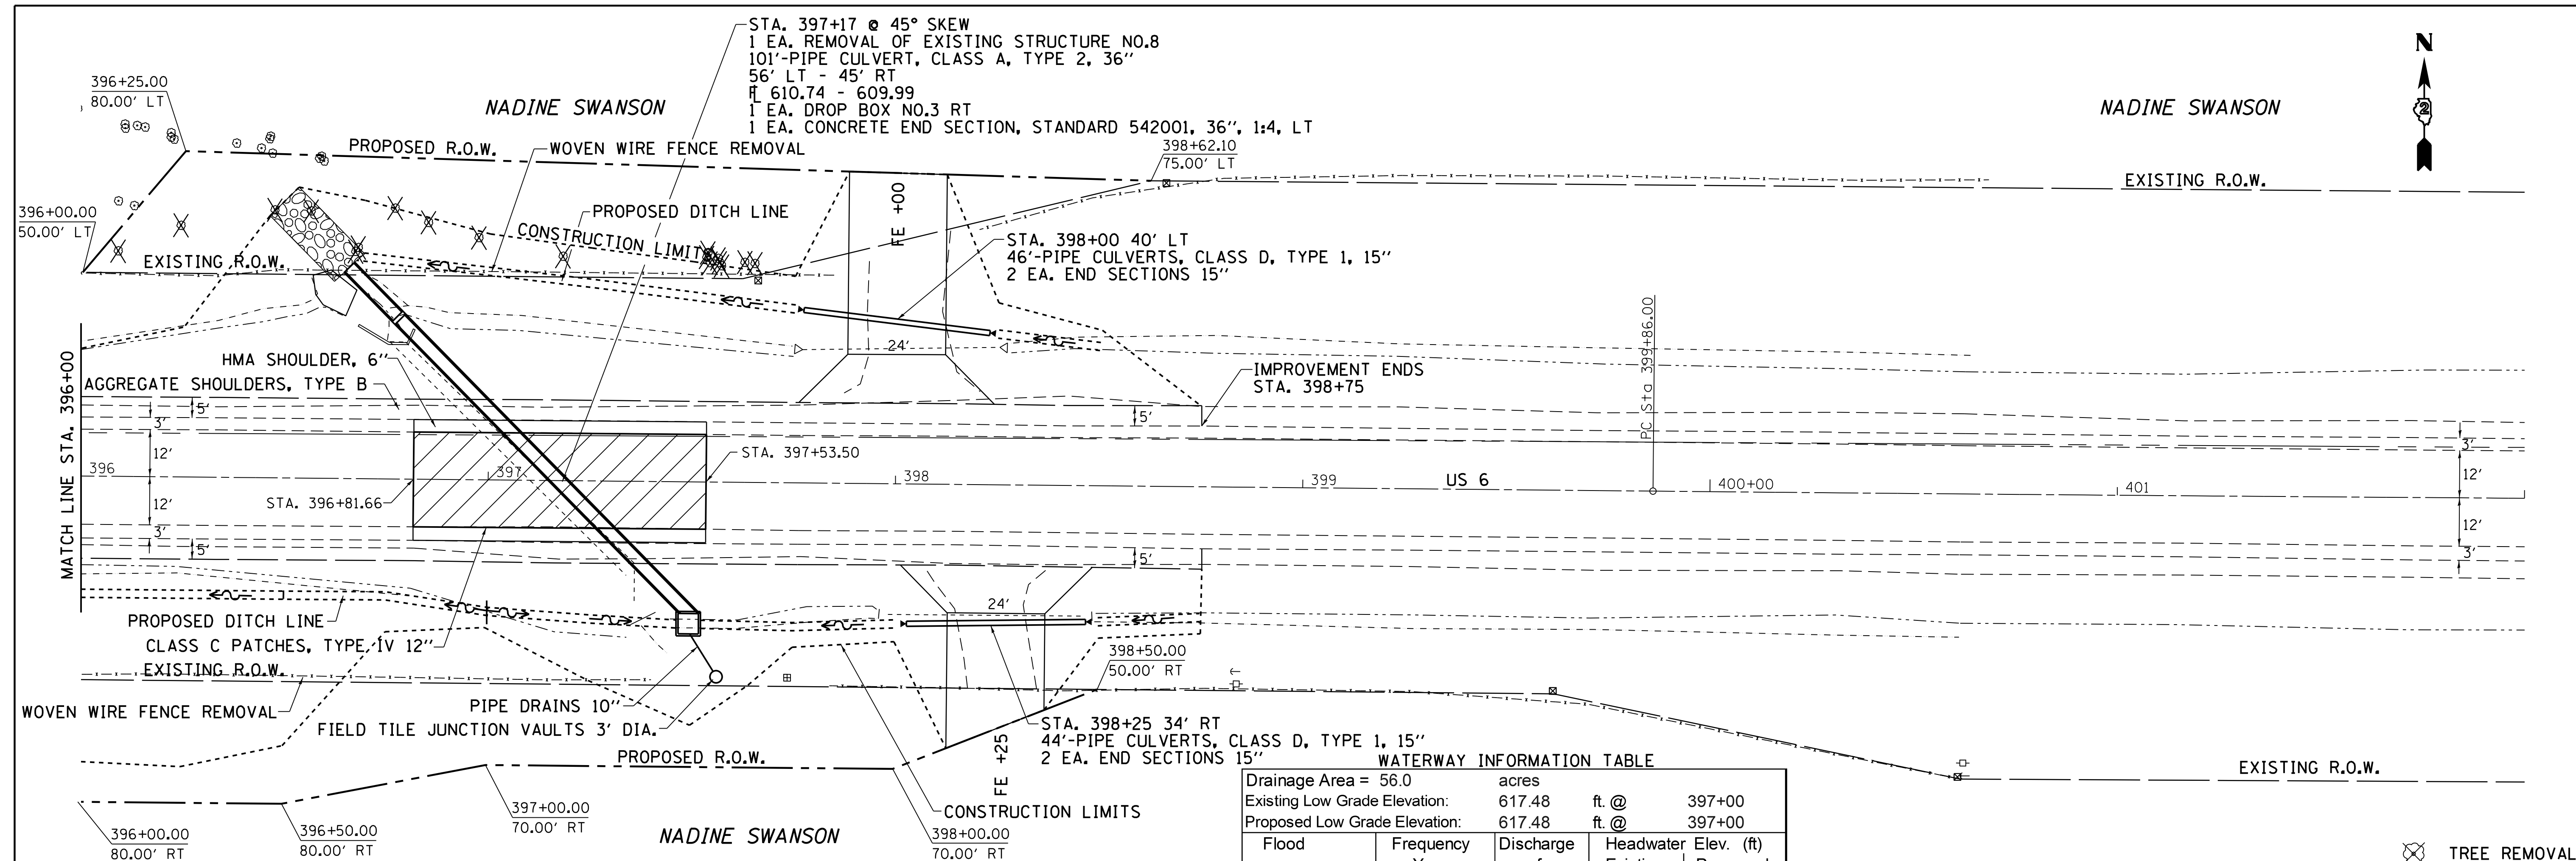 STA. 397+17 @ 45° SKEW
1 EA. REMOVAL OF EXISTING STRUCTURE NO.8
101'-PIPE CULVERT, CLASS A, TYPE 2, 36"
56' LT - 45' RT
FL 610.74 - 609.99
1 EA. DROP BOX NO.3 RT
1 EA. CONCRETE END SECTION, STANDARD 542001, 36", 1:4, LT
N
2
396+25.00
80.00' LT
NADINE SWANSON
NADINE SWANSON
PROPOSED R.O.W.
WOVEN WIRE FENCE REMOVAL
398+62.10
75.00' LT
EXISTING R.O.W.
396+00.00
50.00' LT
PROPOSED DITCH LINE
CONSTRUCTION LIMITS
FE +00
STA. 398+00 40' LT
46'-PIPE CULVERTS, CLASS D, TYPE 1, 15"
2 EA. END SECTIONS 15"
EXISTING R.O.W.
24'
PC Sta 399+86.00
HMA SHOULDER, 6"
AGGREGATE SHOULDERS, TYPE B
IMPROVEMENT ENDS
STA. 398+75
MATCH LINE STA. 396+00
5'
3'
12'
5'
3'
12'
STA. 397+53.50
396
397
398
399
US 6
400+00
401
STA. 396+81.66
12'
3'
5'
5'
12'
3'
PROPOSED DITCH LINE
CLASS C PATCHES, TYPE IV 12"
EXISTING R.O.W.
24'
398+50.00
50.00' RT
WOVEN WIRE FENCE REMOVAL
PIPE DRAINS 10"
FIELD TILE JUNCTION VAULTS 3' DIA.
STA. 398+25 34' RT
44'-PIPE CULVERTS, CLASS D, TYPE 1, 15"
2 EA. END SECTIONS 15"
FE +25
PROPOSED R.O.W.
EXISTING R.O.W.
CONSTRUCTION LIMITS
396+00.00
80.00' RT
396+50.00
80.00' RT
397+00.00
70.00' RT
NADINE SWANSON
398+00.00
70.00' RT
WATERWAY INFORMATION TABLE
Drainage Area = 56.0 acres
Existing Low Grade Elevation: 617.48 ft. @ 397+00
Proposed Low Grade Elevation: 617.48 ft. @ 397+00
Flood Frequency Discharge Headwater Elev. (ft)
TREE REMOVAL